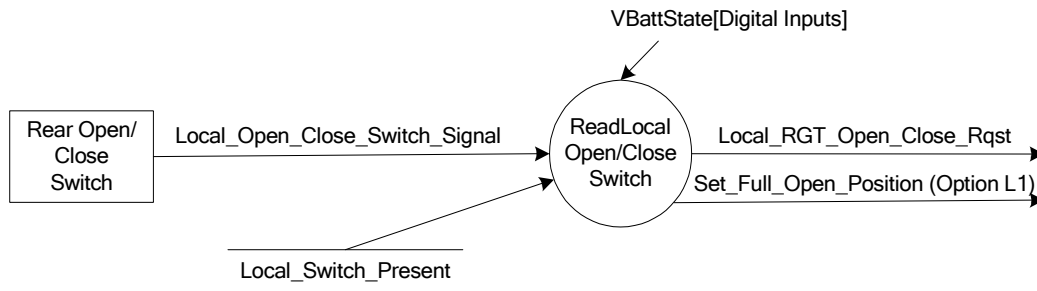 VBattState[Digital Inputs]
Rear Open/
Close
Switch
Local_Open_Close_Switch_Signal
ReadLocal
Open/Close
Switch
Local_RGT_Open_Close_Rqst
Set_Full_Open_Position (Option L1)
Local_Switch_Present